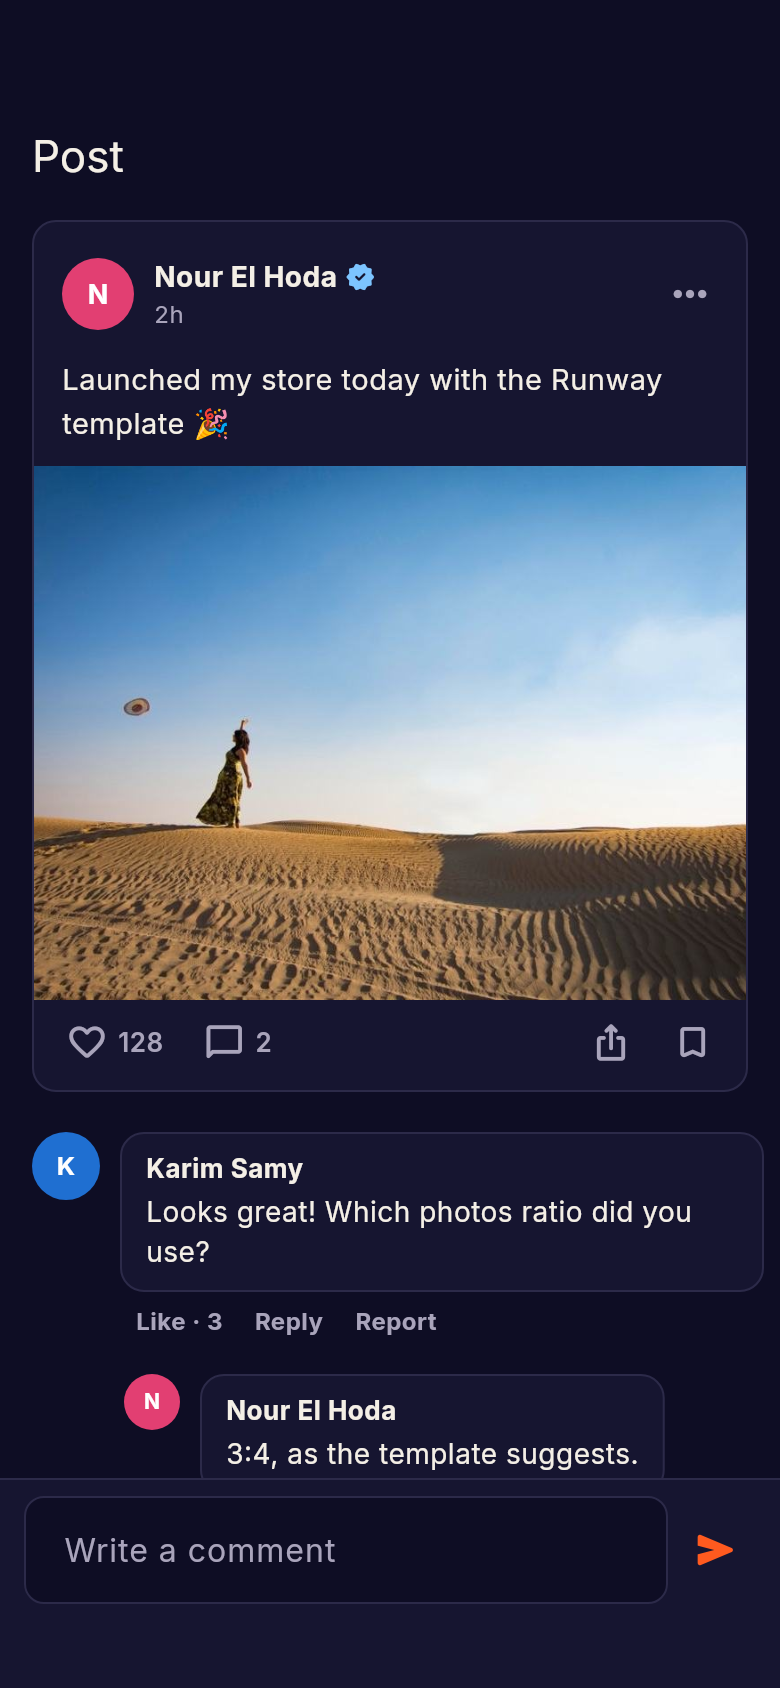 Post
N
Nour El Hoda
2h
Launched my store today with the Runway
template 🎉
128
2
K
Karim Samy
Looks great! Which photos ratio did you
use?
Like · 3 Reply Report
N
Nour El Hoda
3:4, as the template suggests.
Write a comment